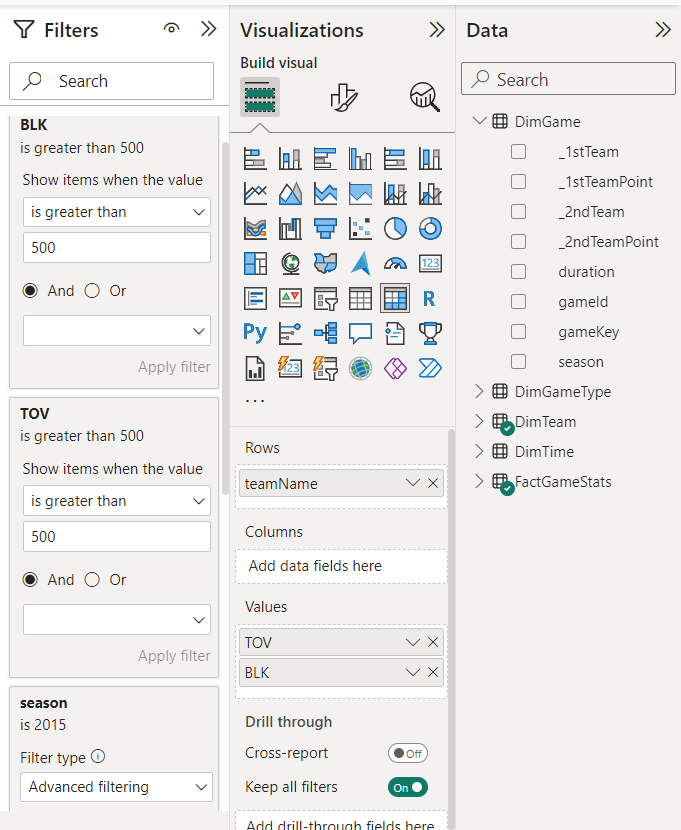 Filters
Search
BLK
is greater than 500
Show items when the value
is greater than
500
And Or
Apply filter
TOV
is greater than 500
Show items when the value
is greater than
500
And Or
Apply filter
season
is 2015
Filter type
Advanced filtering
Visualizations
Build visual
123
R
Py
123
...
Rows
teamName
Columns
Add data fields here
Values
TOV
BLK
Drill through
Cross-report Off
Keep all filters On
Add drill-through fields here
Data
Search
DimGame
_1stTeam
_1stTeamPoint
_2ndTeam
_2ndTeamPoint
duration
gameId
gameKey
season
DimGameType
DimTeam
DimTime
FactGameStats